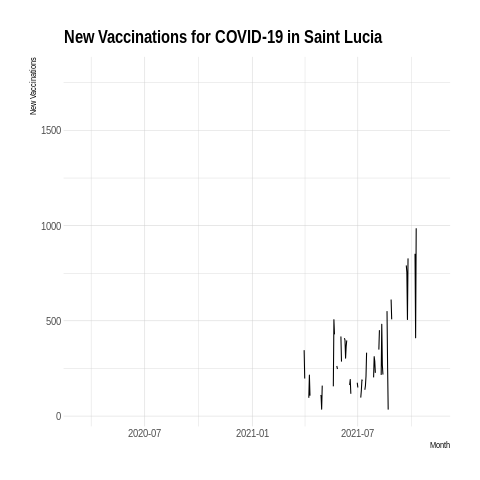 New Vaccinations for COVID-19 in Saint Lucia
New Vaccinations
1500
1000
500
0
2020-07 2021-01 2021-07
Month